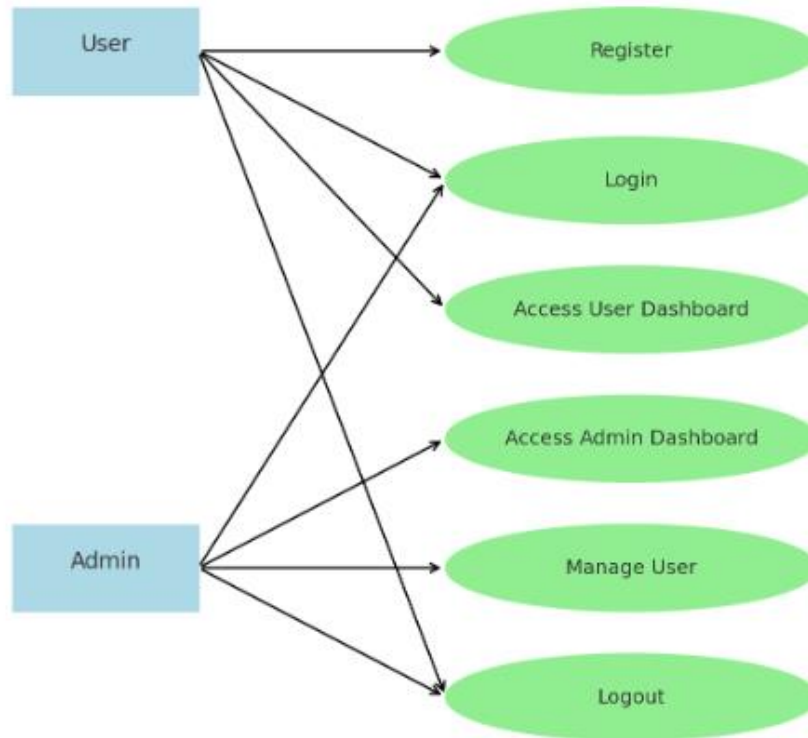 User
Register
Login
Access User Dashboard
Access Admin Dashboard
Admin
Manage User
Logout